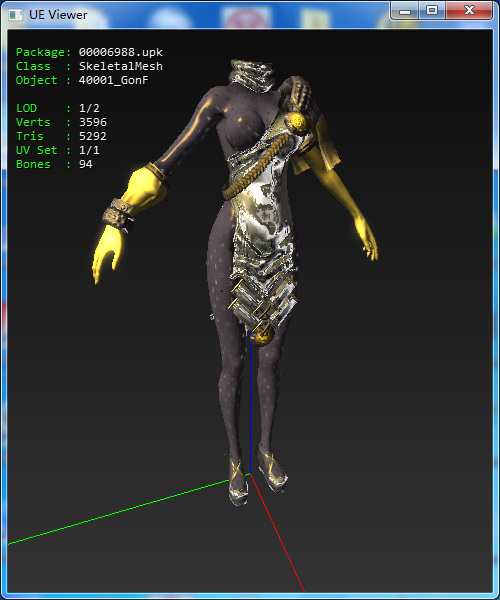 UE Viewer
Package: 00006988.upk
Class : SkeletalMesh
Object : 40001_GonF
LOD : 1/2
Verts : 3596
Tris : 5292
UV Set : 1/1
Bones : 94